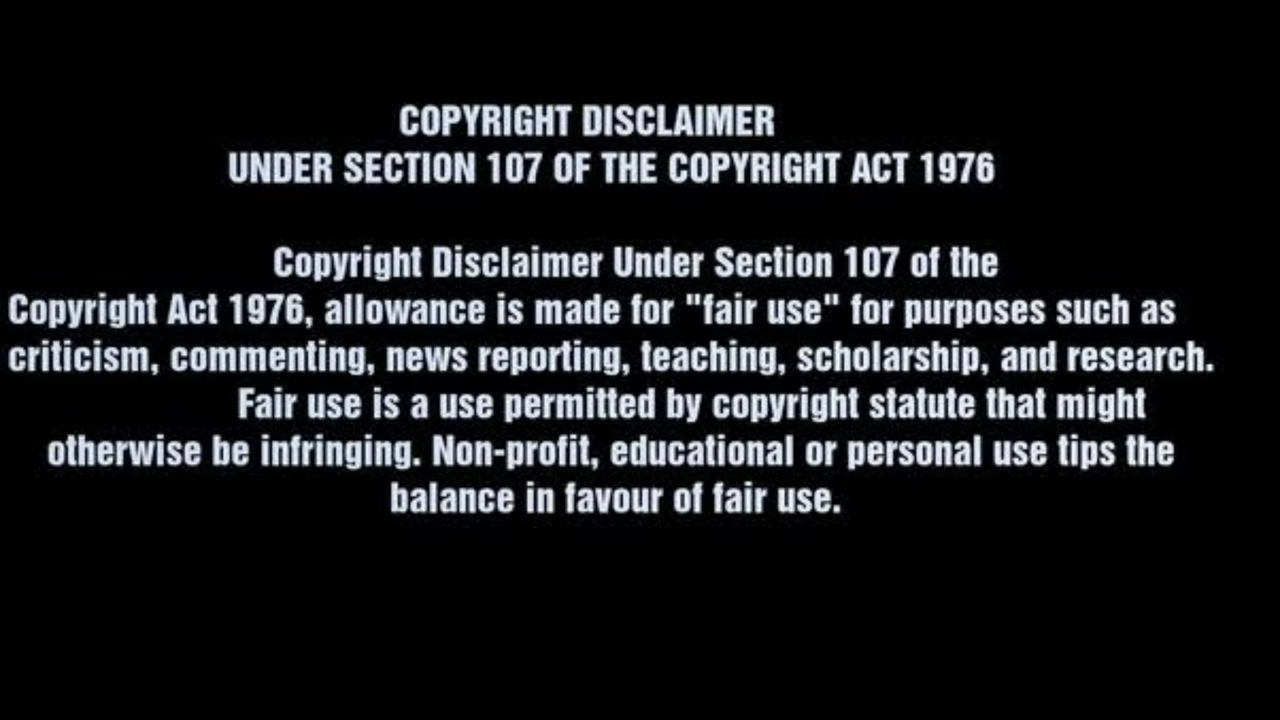 COPYRIGHT DISCLAIMER
UNDER SECTION 107 OF THE COPYRIGHT ACT 1976
Copyright Disclaimer Under Section 107 of the
Copyright Act 1976, allowance is made for "fair use" for purposes such as
criticism, commenting, news reporting, teaching, scholarship, and research.
Fair use is a use permitted by copyright statute that might
otherwise be infringing. Non-profit, educational or personal use tips the
balance in favour of fair use.